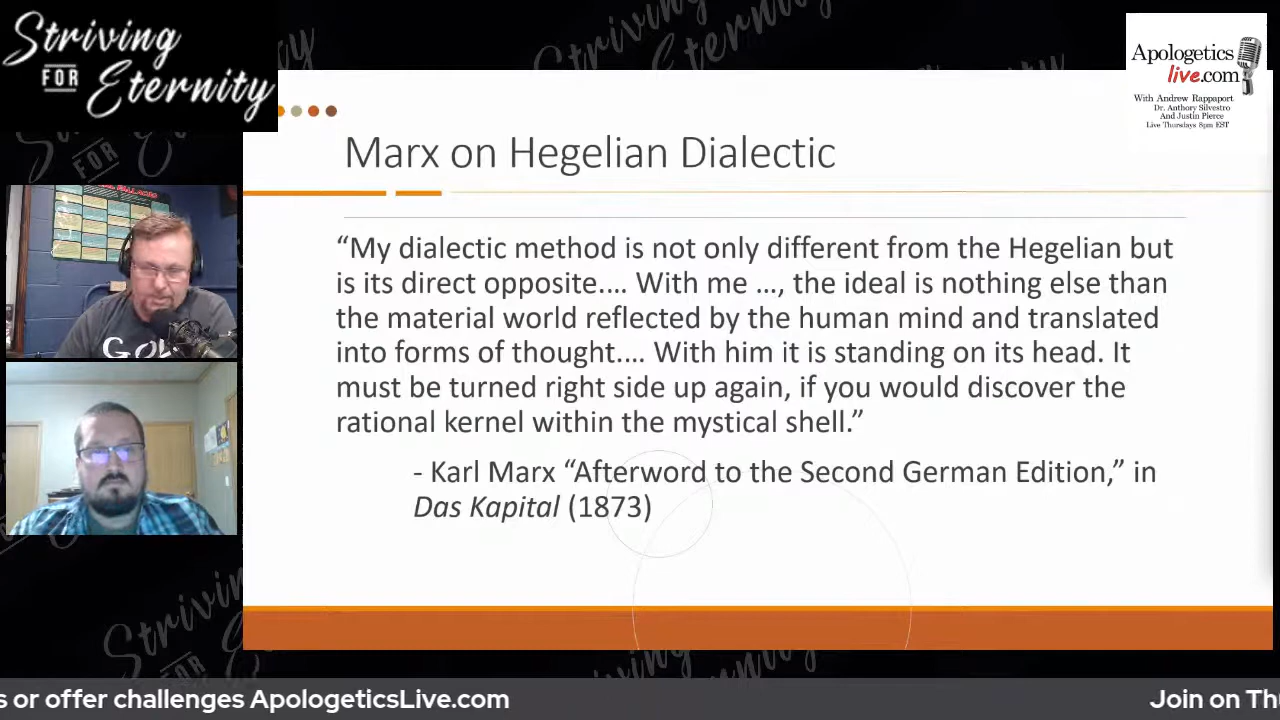 Striving
FOR
Eternity
Apologetics
live.com
With Andrew Rappaport
Dr. Anthony Silvestro
And Justin Pierce
Live Thursdays 8pm EST
Marx on Hegelian Dialectic
“My dialectic method is not only different from the Hegelian but
is its direct opposite.... With me ..., the ideal is nothing else than
the material world reflected by the human mind and translated
into forms of thought.... With him it is standing on its head. It
must be turned right side up again, if you would discover the
rational kernel within the mystical shell.”
- Karl Marx “Afterword to the Second German Edition,” in
Das Kapital (1873)
s or offer challenges ApologeticsLive.com
Join on Th